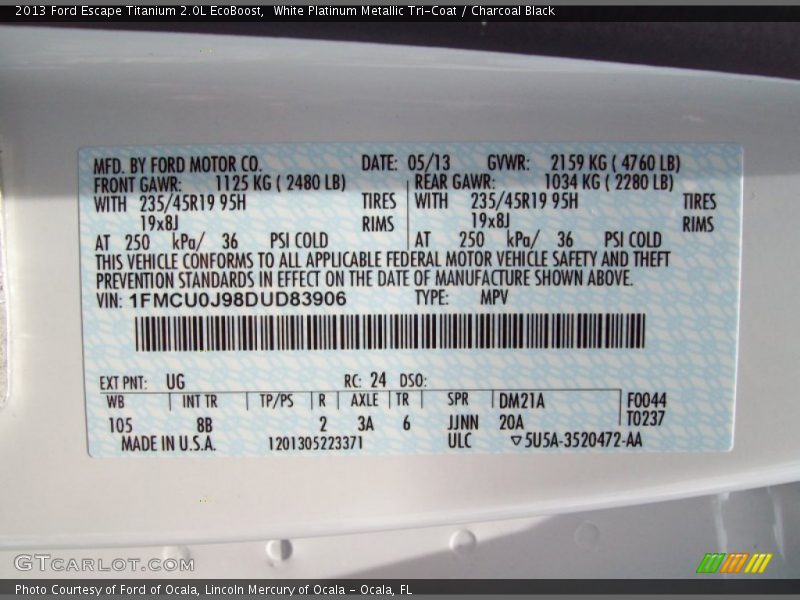 2013 Ford Escape Titanium 2.0L EcoBoost, White Platinum Metallic Tri-Coat / Charcoal Black
MFD. BY FORD MOTOR CO. DATE: 05/13 GVWR: 2159 KG ( 4760 LB)
FRONT GAWR: 1125 KG ( 2480 LB) REAR GAWR: 1034 KG ( 2280 LB)
WITH 235/45R19 95H TIRES WITH 235/45R19 95H TIRES
19x8J RIMS 19x8J RIMS
AT 250 kPa/ 36 PSI COLD AT 250 kPa/ 36 PSI COLD
THIS VEHICLE CONFORMS TO ALL APPLICABLE FEDERAL MOTOR VEHICLE SAFETY AND THEFT
PREVENTION STANDARDS IN EFFECT ON THE DATE OF MANUFACTURE SHOWN ABOVE.
VIN: 1FMCU0J98DUD83906 TYPE: MPV
EXT PNT: UG RC: 24 DSO:
WB INT TR TP/PS R AXLE TR SPR DM21A F0044
105 8B 2 3A 6 JJNN 20A T0237
MADE IN U.S.A. 1201305223371 ULC ▽5U5A-3520472-AA
GTCARLOT.COM
Photo Courtesy of Ford of Ocala, Lincoln Mercury of Ocala - Ocala, FL